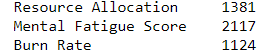 Resource Allocation 1381
Mental Fatigue Score 2117
Burn Rate 1124